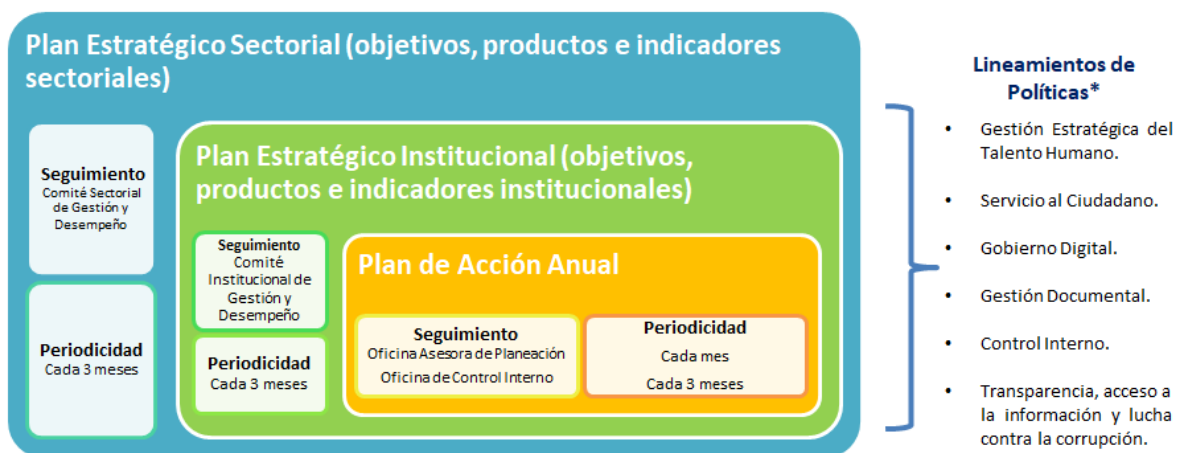 Plan Estratégico Sectorial (objetivos, productos e indicadores
sectoriales)
Seguimiento
Comité Sectorial
de Gestión y
Desempeño
Periodicidad
Cada 3 meses
Plan Estratégico Institucional (objetivos,
productos e indicadores institucionales)
Seguimiento
Comité
Institucional de
Gestión y
Desempeño
Periodicidad
Cada 3 meses
Plan de Acción Anual
Seguimiento
Oficina Asesora de Planeación
Oficina de Control Interno
Periodicidad
Cada mes
Cada 3 meses
Lineamientos de
Políticas*
• Gestión Estratégica del
Talento Humano.
• Servicio al Ciudadano.
• Gobierno Digital.
• Gestión Documental.
• Control Interno.
• Transparencia, acceso a
la información y lucha
contra la corrupción.